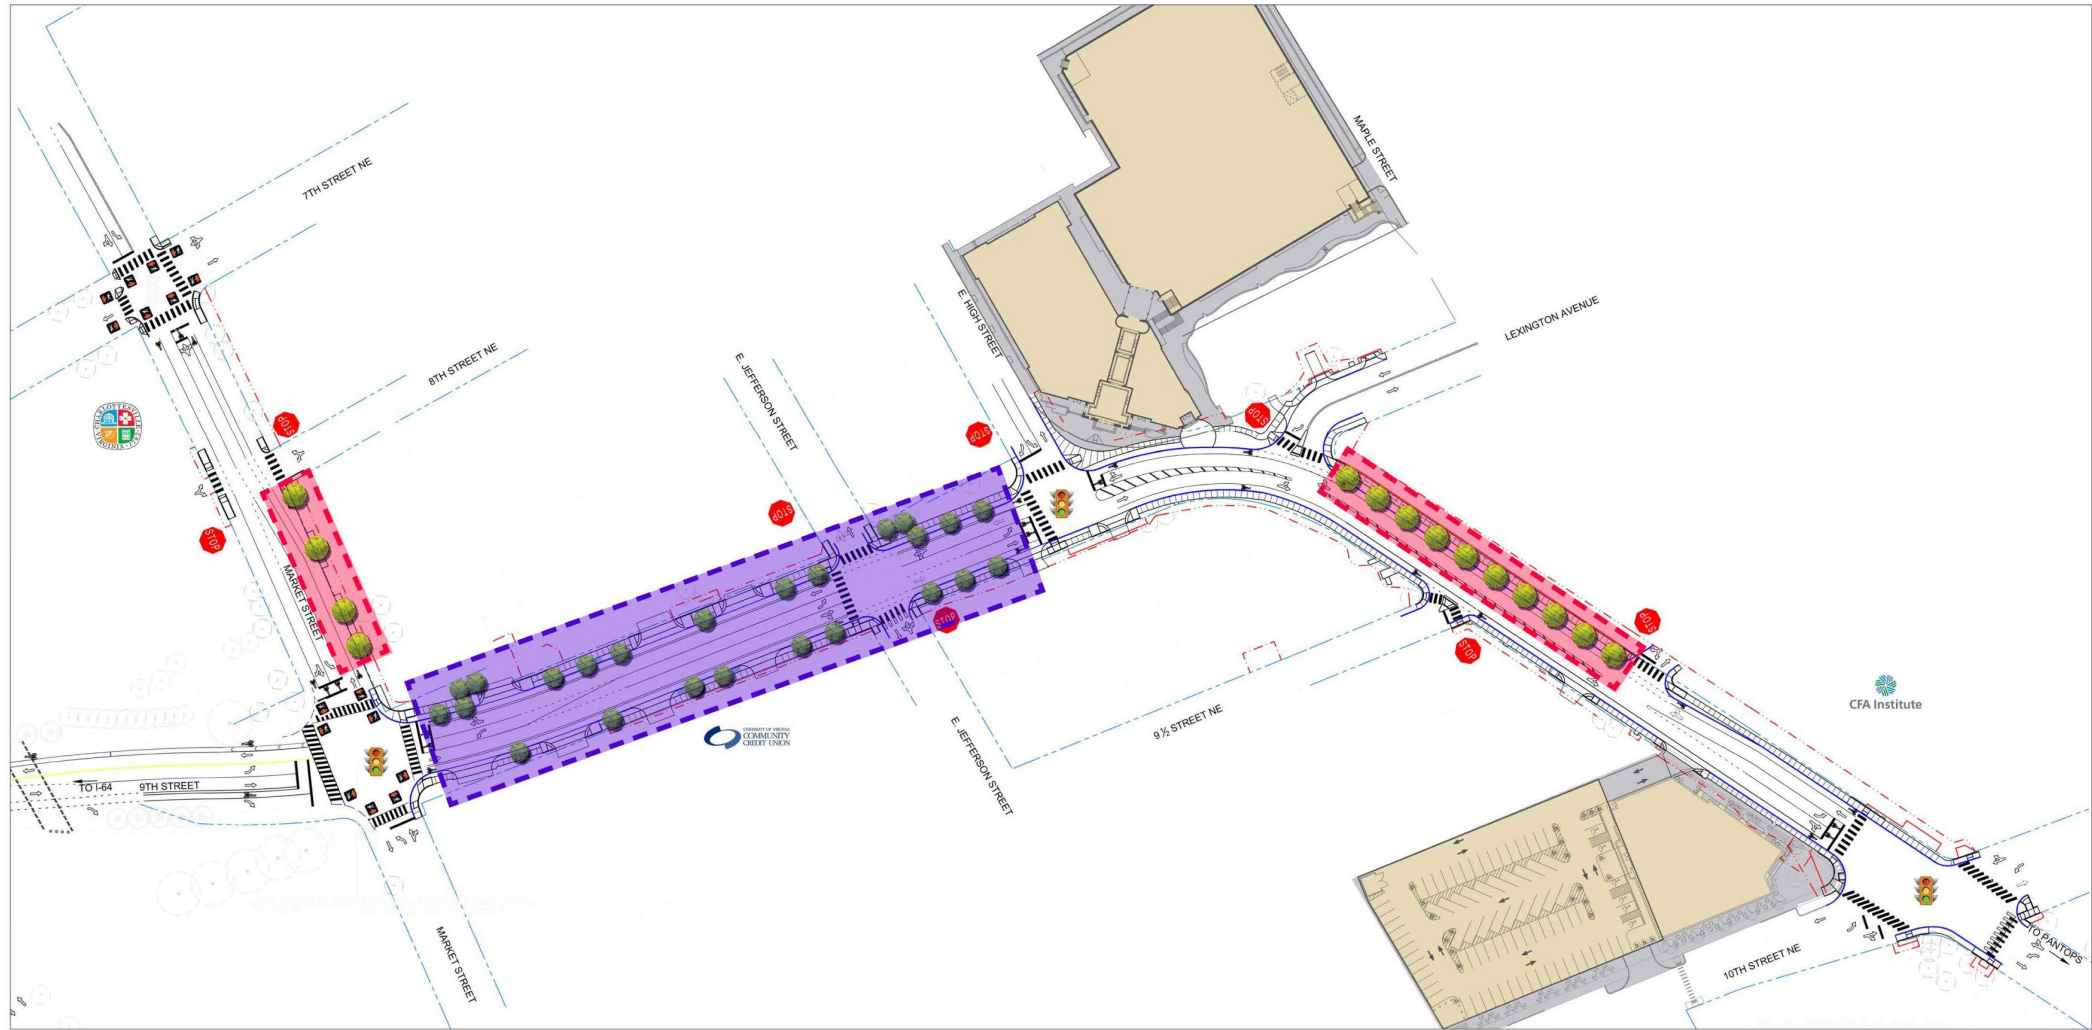 7TH STREET NE
MAPLE STREET
E. HIGH STREET
LEXINGTON AVENUE
8TH STREET NE
E. JEFFERSON STREET
STOP
STOP
STOP
STOP
STOP
STOP
STOP
STOP
MARKET STREET
CHARLOTTESVILLE
UNIVERSITY OF VIRGINIA
COMMUNITY
CREDIT UNION
9 ½ STREET NE
E. JEFFERSON STREET
CFA Institute
TO I-64
9TH STREET
MARKET STREET
10TH STREET NE
TO PANTOPS